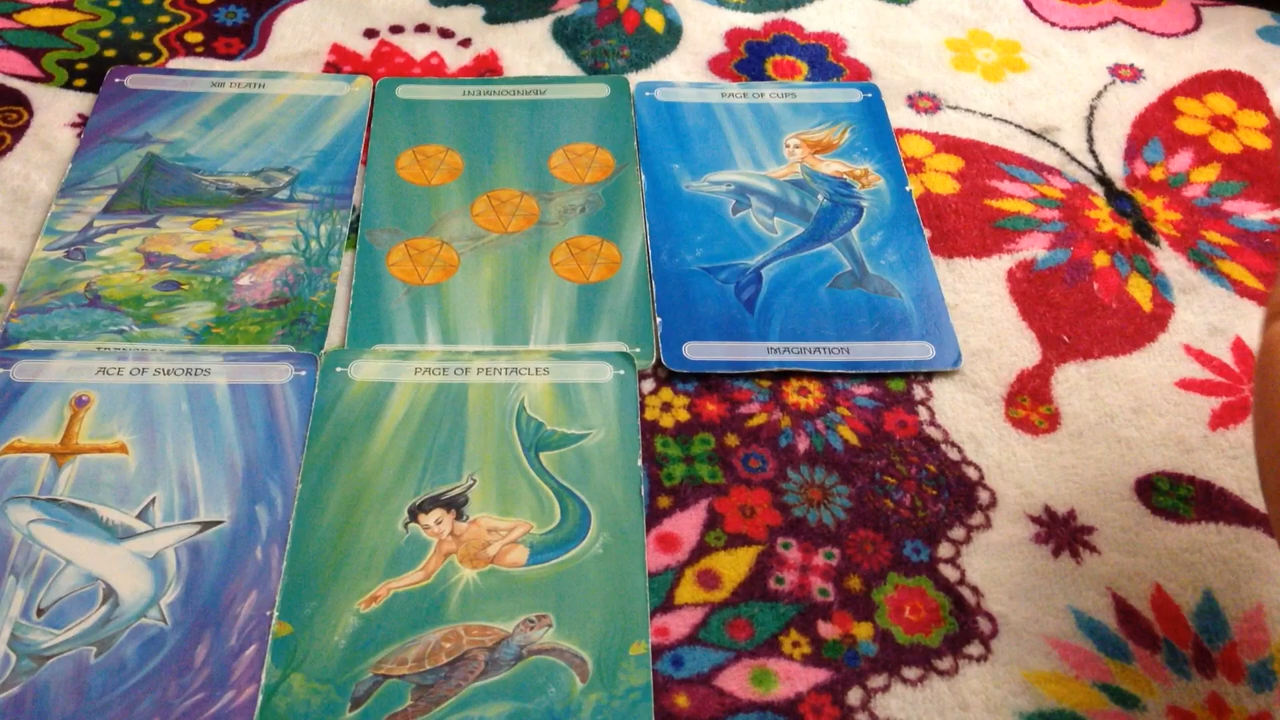 XIII DEATH
ABANDONMENT
PAGE OF CUPS
IMAGINATION
ACE OF SWORDS
PAGE OF PENTACLES